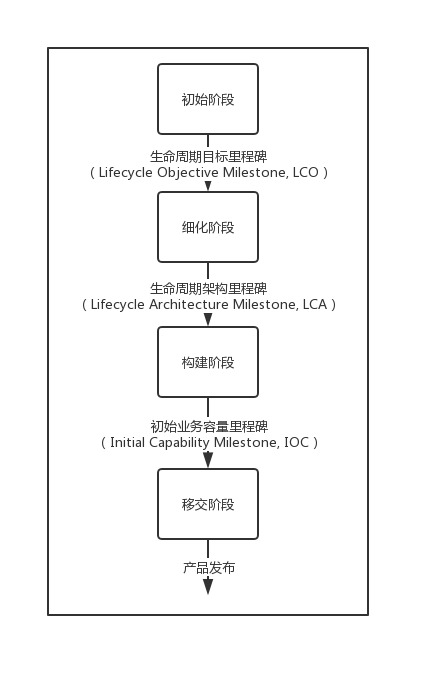 初始阶段
生命周期目标里程碑
( Lifecycle Objective Milestone, LCO )
细化阶段
生命周期架构里程碑
( Lifecycle Architecture Milestone, LCA )
构建阶段
初始业务容量里程碑
( Initial Capability Milestone, IOC )
移交阶段
产品发布